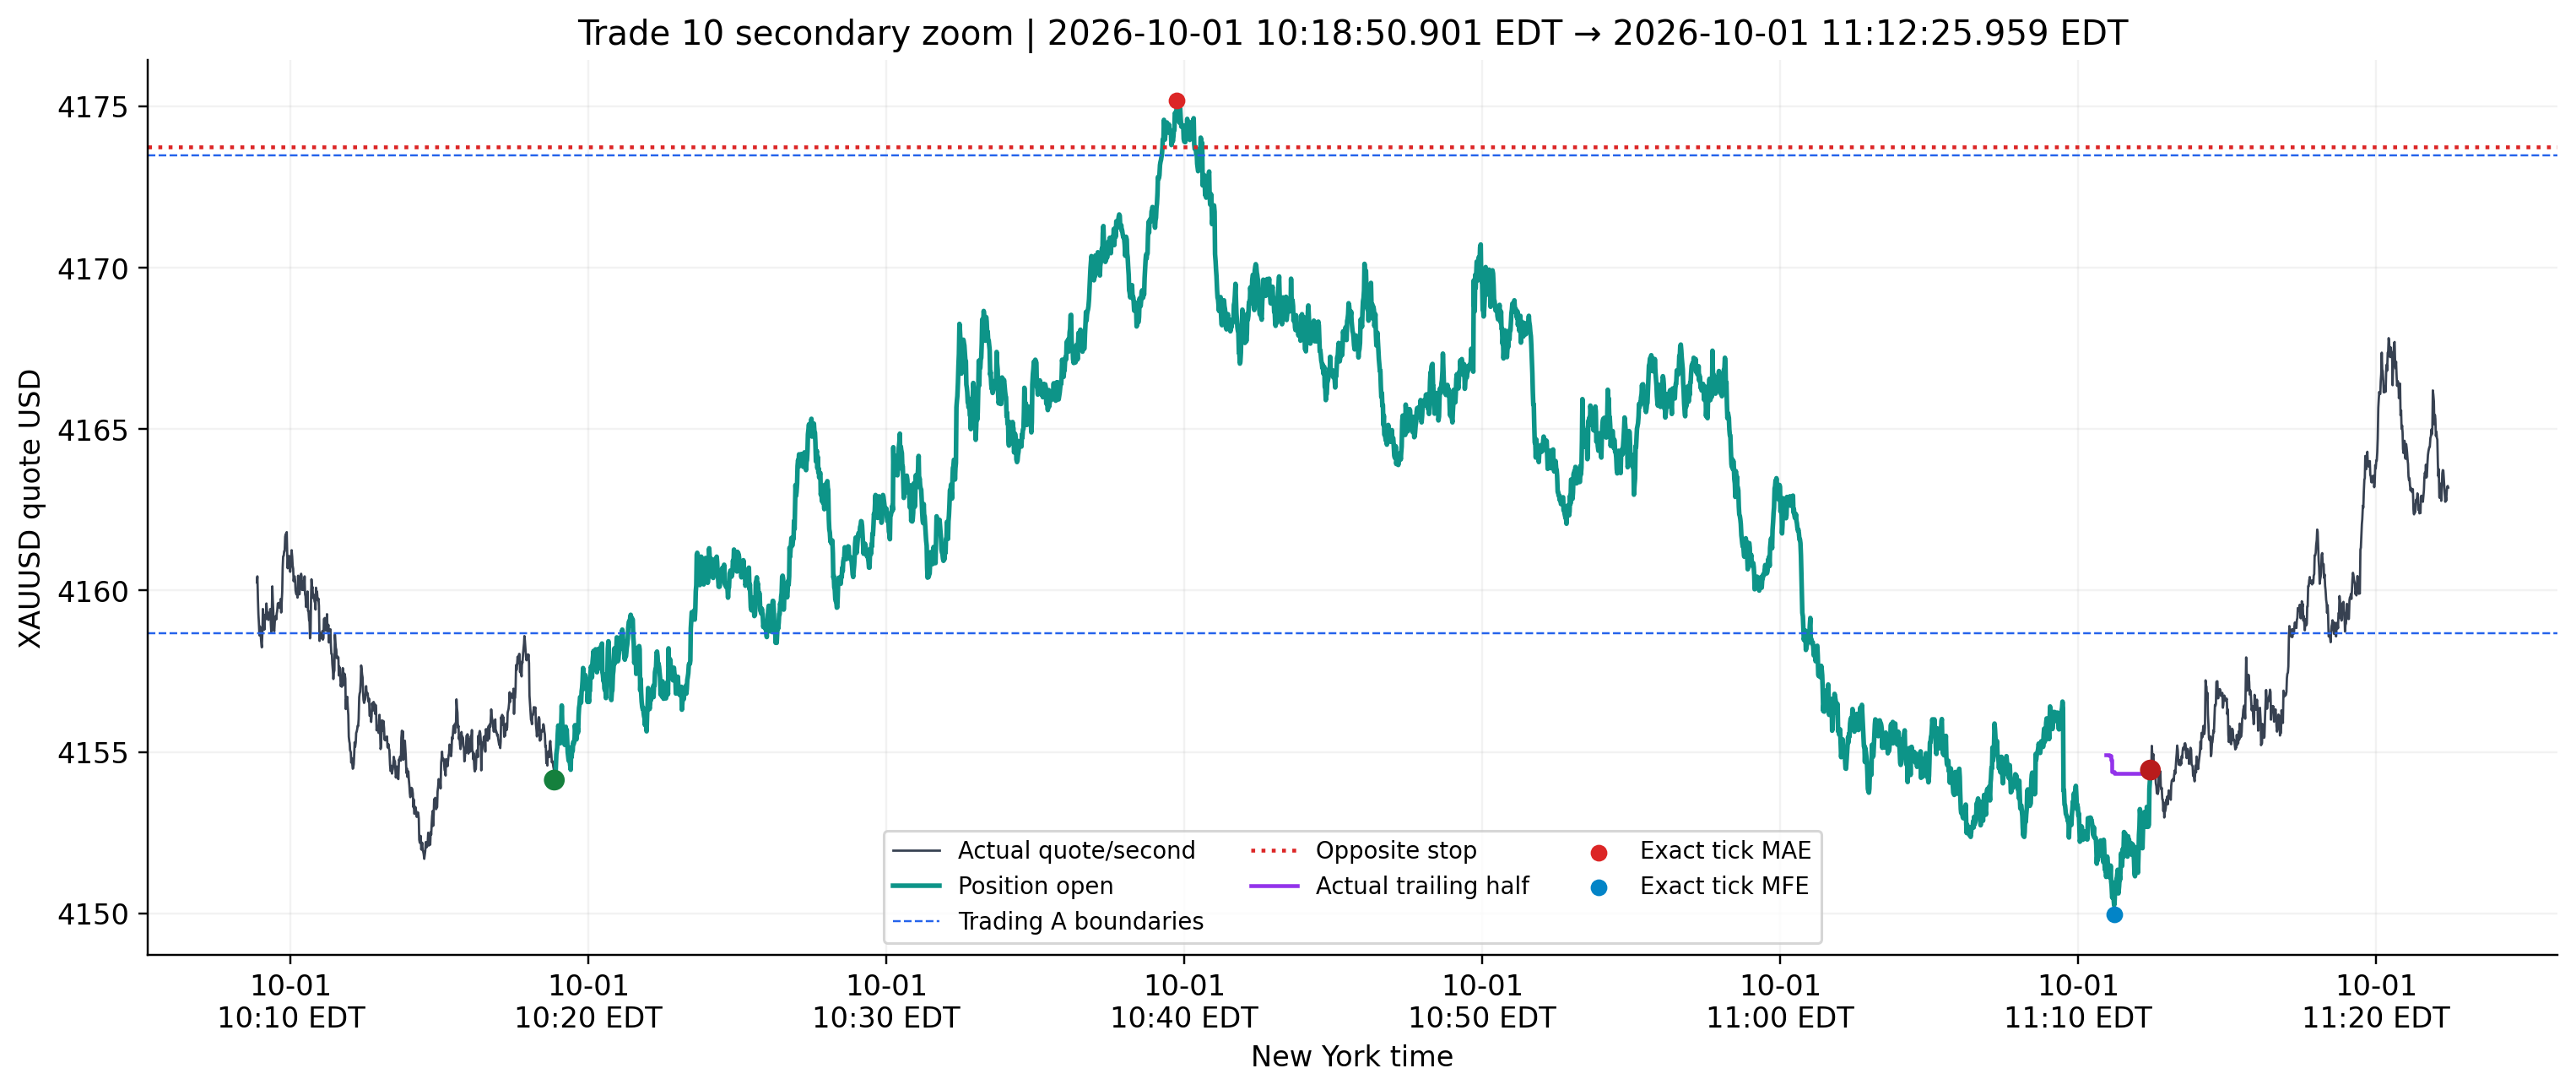 Trade 10 secondary zoom | 2026-10-01 10:18:50.901 EDT → 2026-10-01 11:12:25.959 EDT
XAUUSD quote USD
4175
4170
4165
4160
4155
4150
Actual quote/second
Position open
Trading A boundaries
Opposite stop
Actual trailing half
Exact tick MAE
Exact tick MFE
10-01
10:10 EDT
10-01
10:20 EDT
10-01
10:30 EDT
10-01
10:40 EDT
10-01
10:50 EDT
10-01
11:00 EDT
10-01
11:10 EDT
10-01
11:20 EDT
New York time